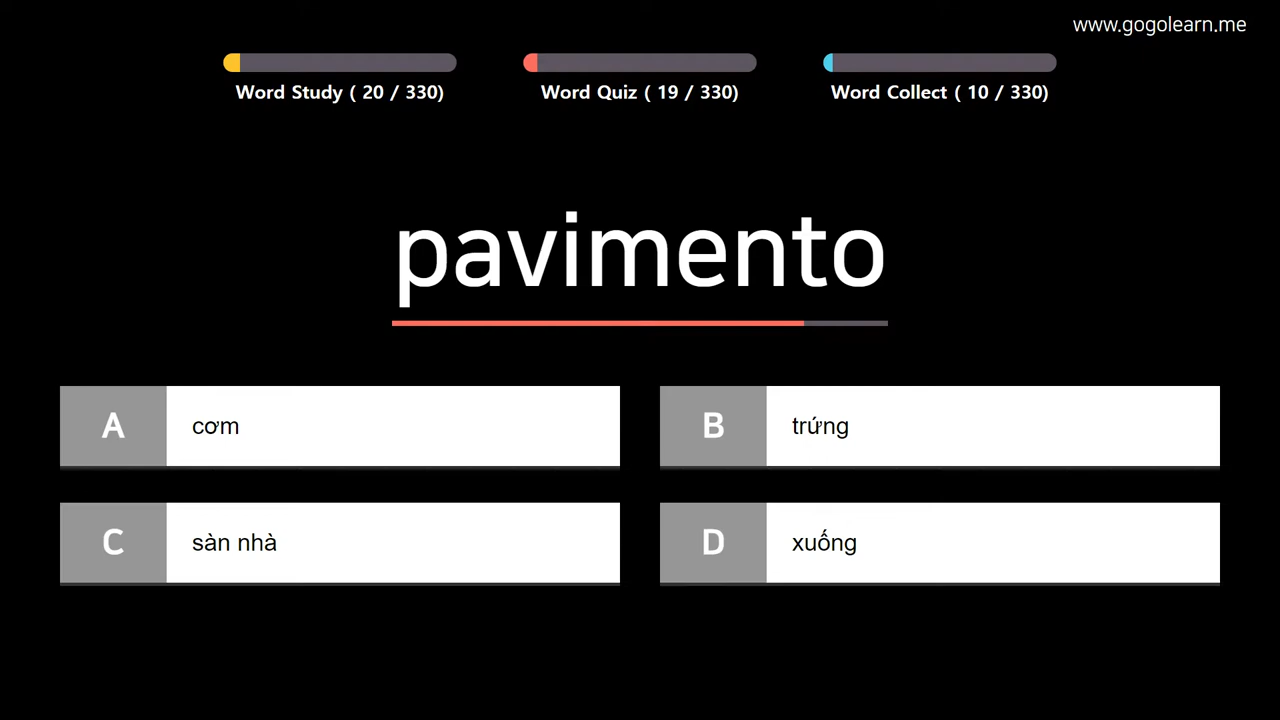 www.gogolearn.me
Word Study ( 20 / 330)
Word Quiz ( 19 / 330)
Word Collect ( 10 / 330)
pavimento
A cơm
B trứng
C sàn nhà
D xuống